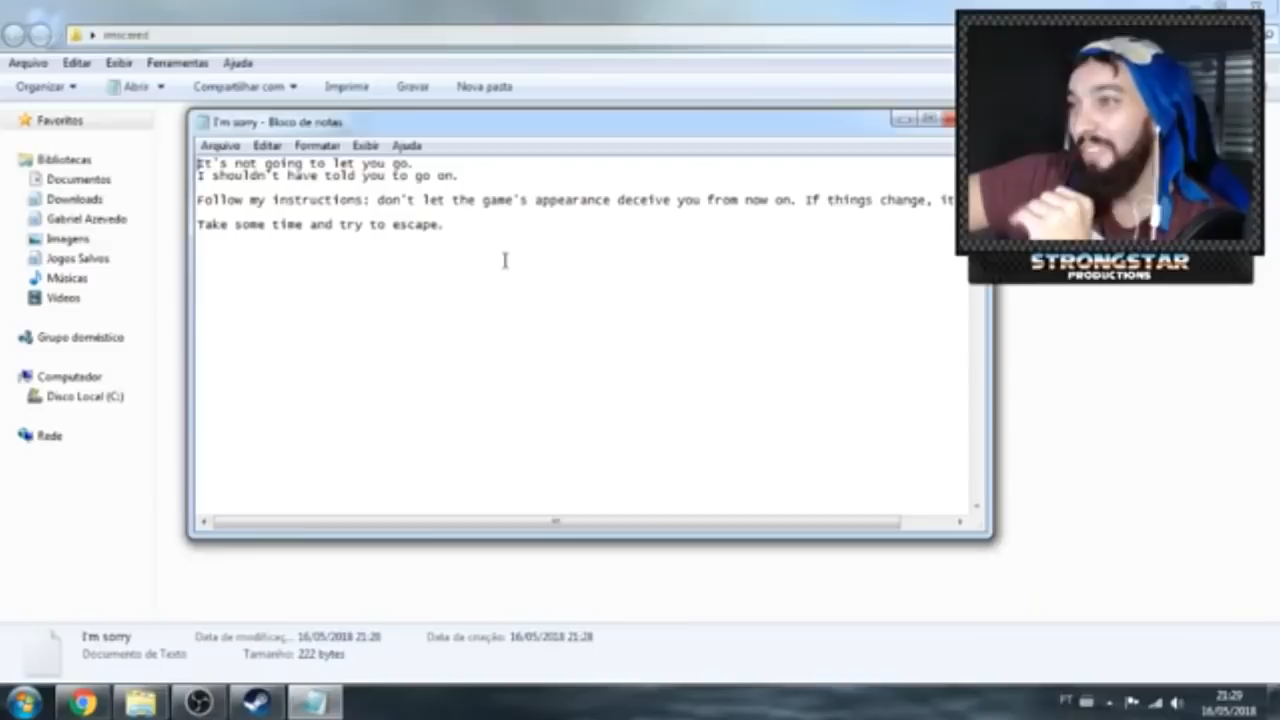 imscared
Arquivo Editar Exibir Ferramentas Ajuda
Organizar Abrir Compartilhar com Imprimir Gravar Nova pasta
Favoritos
Bibliotecas
Documentos
Downloads
Gabriel Azevedo
Imagens
Jogos Salvos
Músicas
Vídeos
Grupo doméstico
Computador
Disco Local (C:)
Rede
I'm sorry - Bloco de notas
Arquivo Editar Formatar Exibir Ajuda
It's not going to let you go.
I shouldn't have told you to go on.
Follow my instructions: don't let the game's appearance deceive you from now on. If things change, it
Take some time and try to escape.
STRONGSTAR
PRODUCTIONS
I'm sorry Data de modificaç... 16/05/2018 21:28 Data da criação: 16/05/2018 21:28
Documento de Texto Tamanho: 222 bytes
PT
21:29
16/05/2018